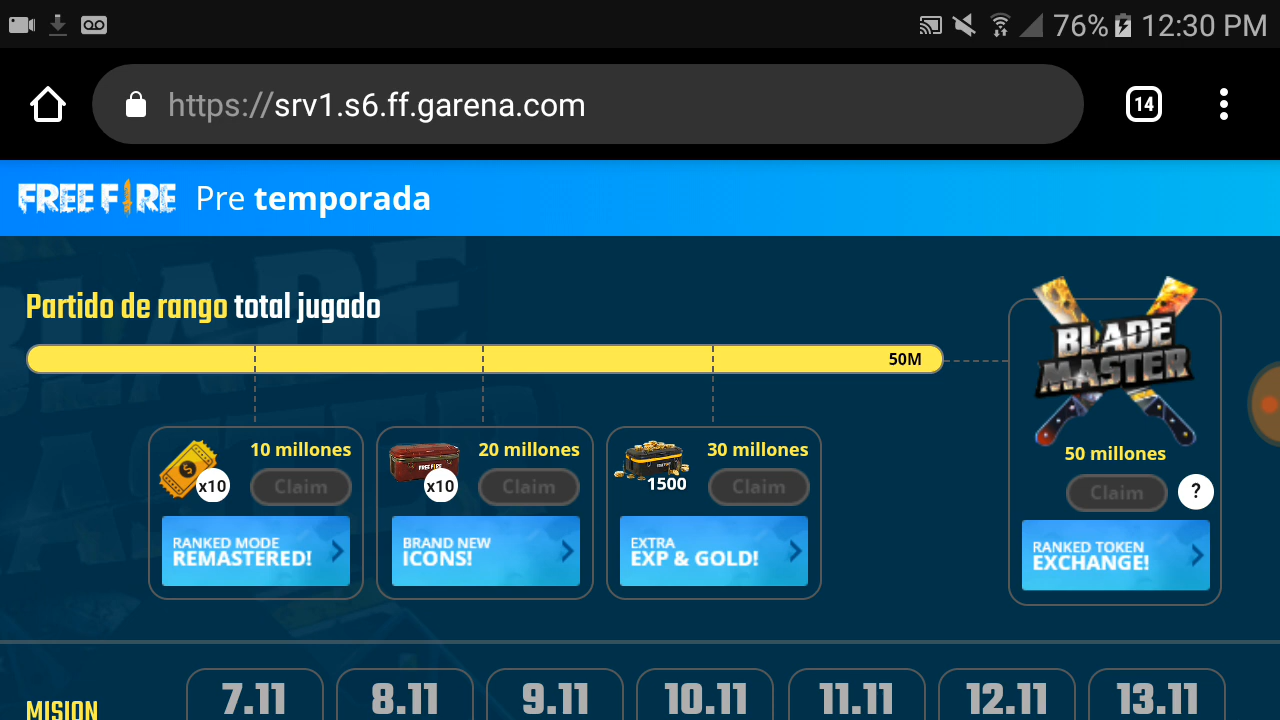 76% 12:30 PM
https://srv1.s6.ff.garena.com
14
FREE FIRE Pre temporada
Partido de rango total jugado
50M
BLADE
MASTER
10 millones
20 millones
30 millones
50 millones
x10
Claim
x10
Claim
1500
Claim
Claim
?
RANKED MODE
REMASTERED!
BRAND NEW
ICONS!
EXTRA
EXP & GOLD!
RANKED TOKEN
EXCHANGE!
MISION
7.11
8.11
9.11
10.11
11.11
12.11
13.11